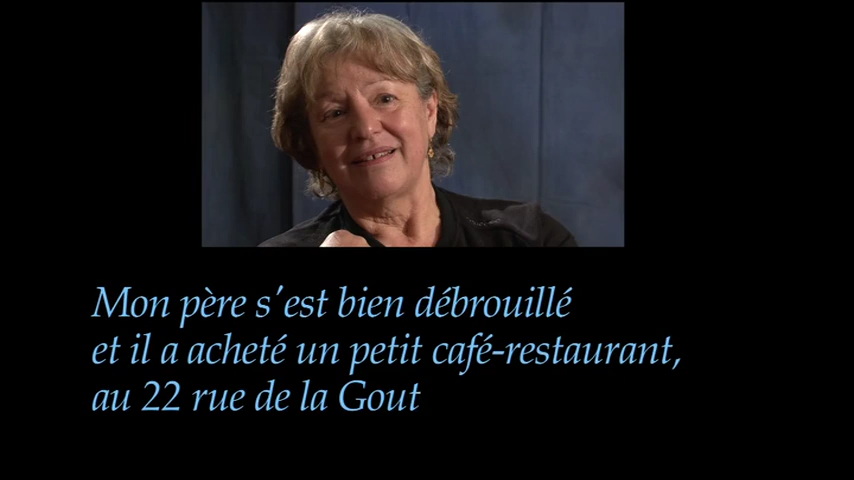 Mon père s'est bien débrouillé
et il a acheté un petit café-restaurant,
au 22 rue de la Gout